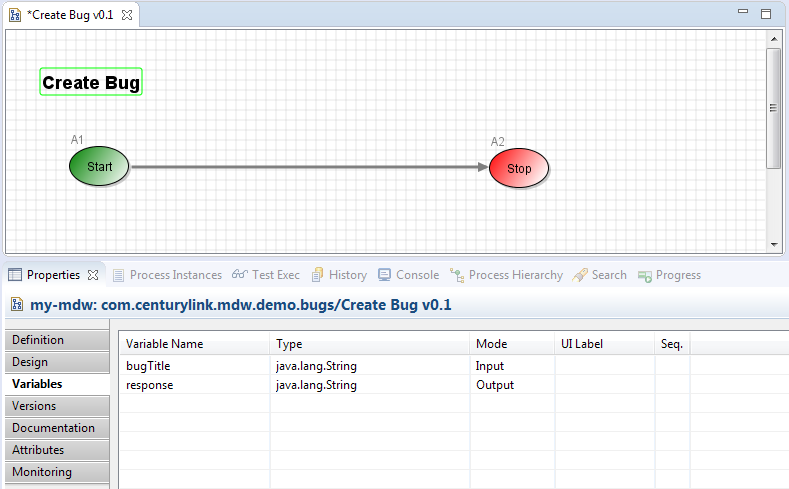 *Create Bug v0.1
Create Bug
A1
A2
Start
Stop
Properties Process Instances Test Exec History Console Process Hierarchy Search Progress
my-mdw: com.centurylink.mdw.demo.bugs/Create Bug v0.1
Definition
Design
Variables
Versions
Documentation
Attributes
Monitoring
Variable Name Type Mode UI Label Seq.
bugTitle java.lang.String Input
response java.lang.String Output